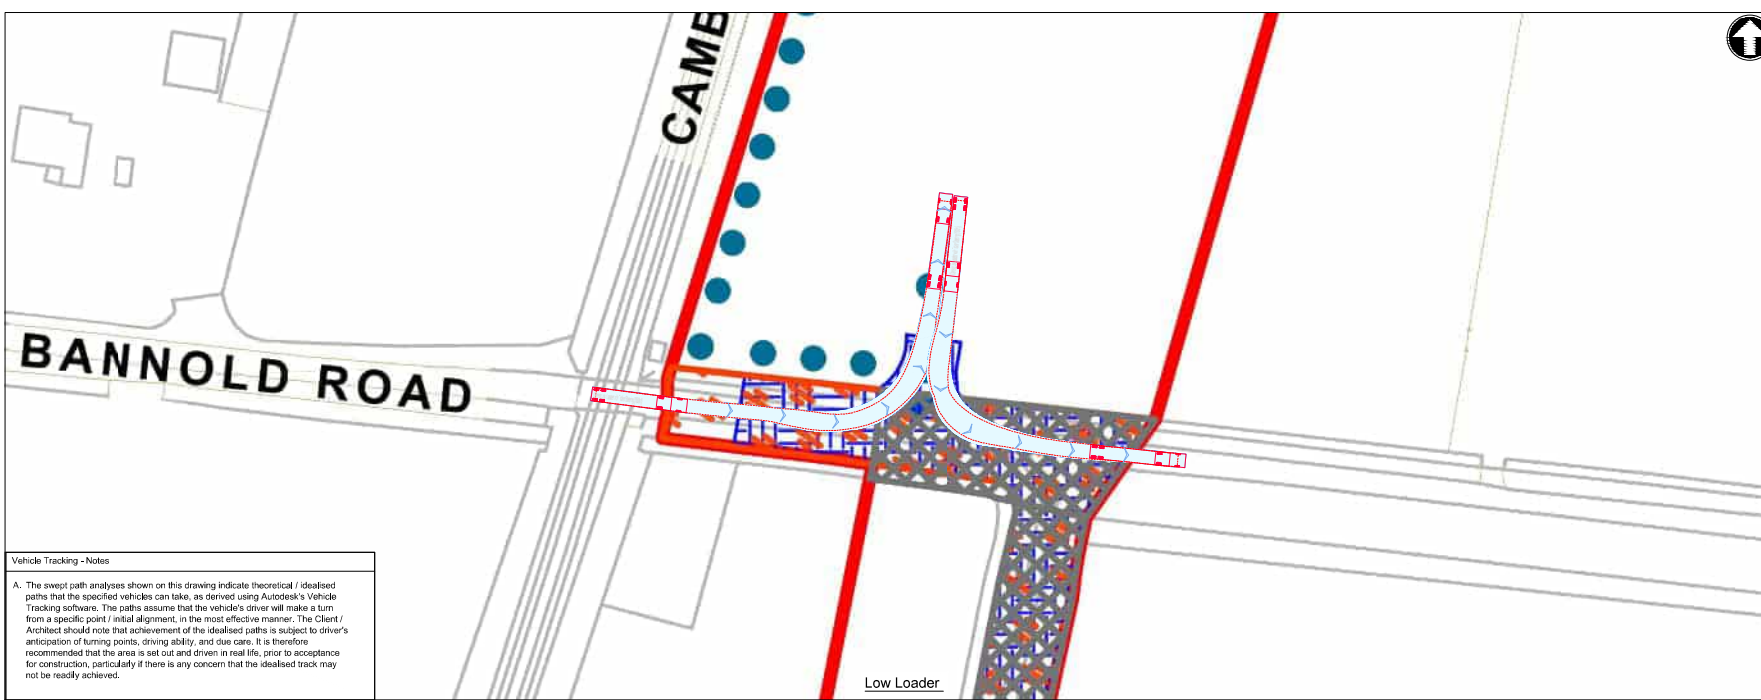 CAMB
BANNOLD ROAD
Vehicle Tracking - Notes
A. The swept path analyses shown on this drawing indicate theoretical / idealised
paths that the specified vehicles can take, as derived using Autodesk's Vehicle
Tracking software. The paths assume that the vehicle's driver will make a turn
from a specific point / initial alignment, in the most effective manner. The Client /
Architect should note that achievement of the idealised paths is subject to driver's
anticipation of turning points, driving ability, and due care. It is therefore
recommended that the area is set out and driven in real life, prior to acceptance
for construction, particularly if there is any concern that the idealised track may
not be readily achieved.
Low Loader